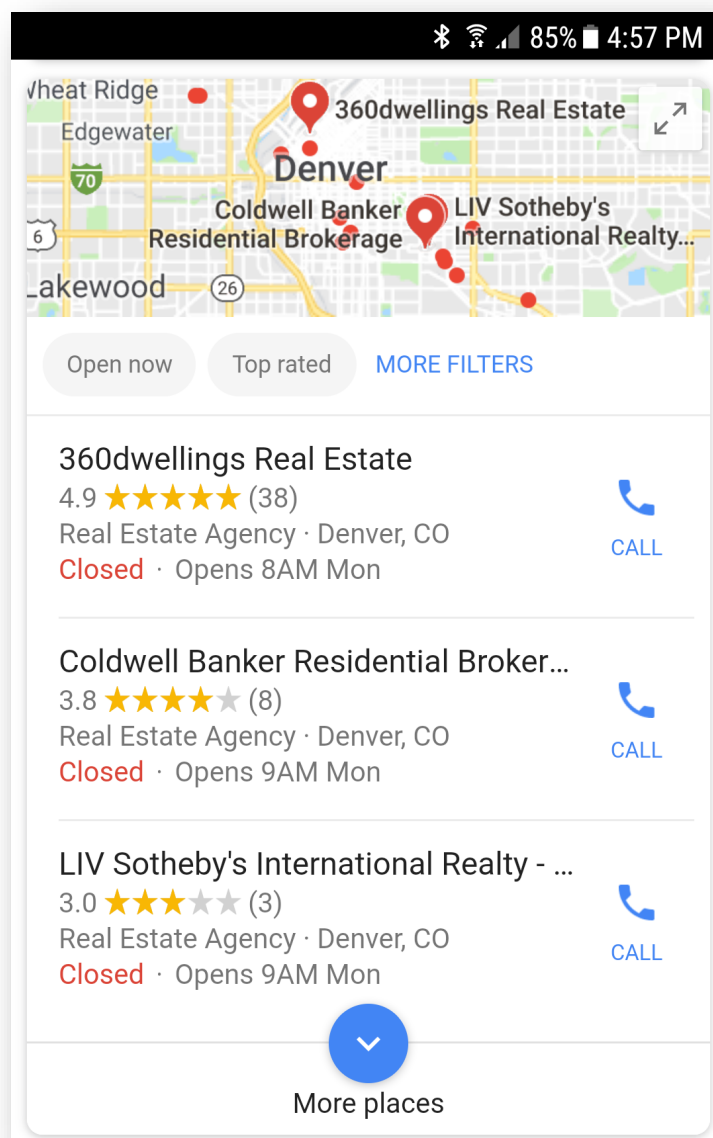 85% 4:57 PM
Wheat Ridge
360dwellings Real Estate
Edgewater
70
Denver
Coldwell Banker
Residential Brokerage
LIV Sotheby's
International Realty...
6
Lakewood
26
Open now
Top rated
MORE FILTERS
360dwellings Real Estate
4.9 (38)
Real Estate Agency · Denver, CO
Closed · Opens 8AM Mon
CALL
Coldwell Banker Residential Broker...
3.8 (8)
Real Estate Agency · Denver, CO
Closed · Opens 9AM Mon
CALL
LIV Sotheby's International Realty - ...
3.0 (3)
Real Estate Agency · Denver, CO
Closed · Opens 9AM Mon
CALL
More places